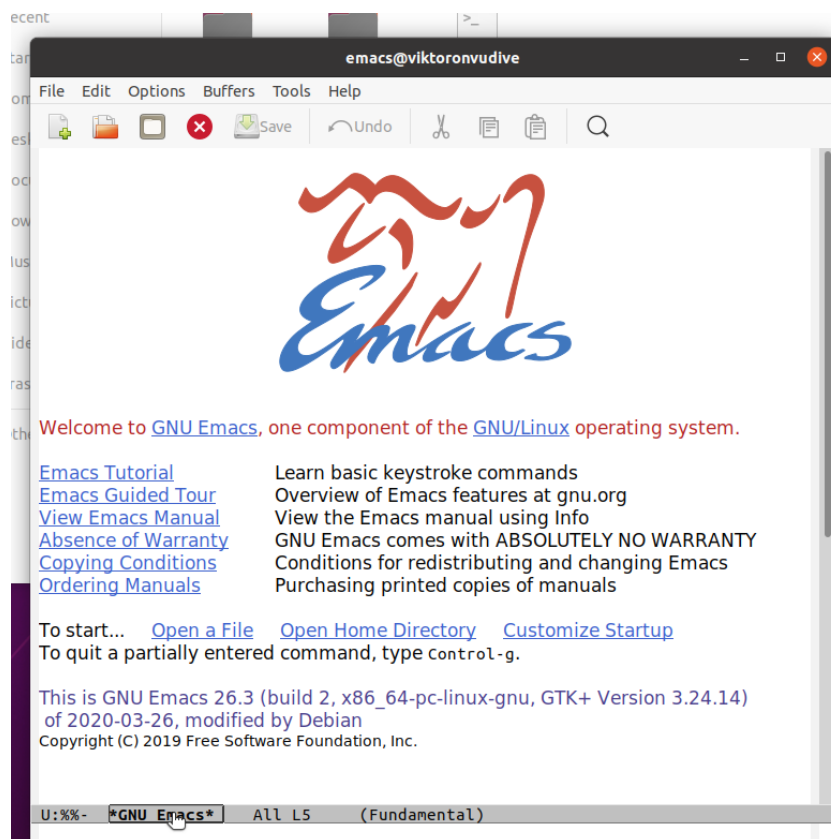 ecent
emacs@viktoronvudive
File Edit Options Buffers Tools Help
Save Undo
Emacs
Welcome to GNU Emacs, one component of the GNU/Linux operating system.
Emacs Tutorial Learn basic keystroke commands
Emacs Guided Tour Overview of Emacs features at gnu.org
View Emacs Manual View the Emacs manual using Info
Absence of Warranty GNU Emacs comes with ABSOLUTELY NO WARRANTY
Copying Conditions Conditions for redistributing and changing Emacs
Ordering Manuals Purchasing printed copies of manuals
To start... Open a File Open Home Directory Customize Startup
To quit a partially entered command, type Control-g.
This is GNU Emacs 26.3 (build 2, x86_64-pc-linux-gnu, GTK+ Version 3.24.14)
of 2020-03-26, modified by Debian
Copyright (C) 2019 Free Software Foundation, Inc.
U:%%- *GNU Emacs* All L5 (Fundamental)